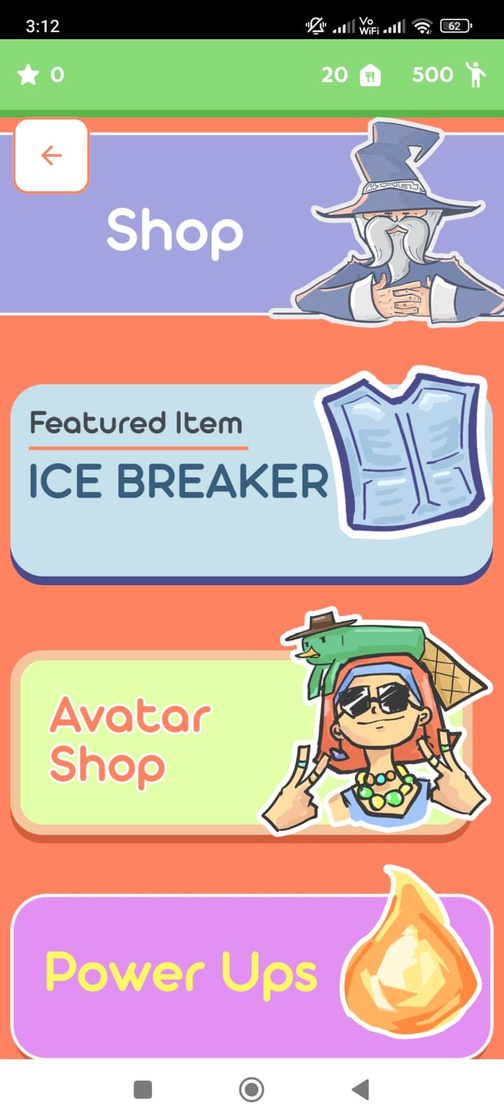 3:12
Vo
WiFi
62
0
20
500
Shop
Featured Item
ICE BREAKER
Avatar
Shop
Power Ups